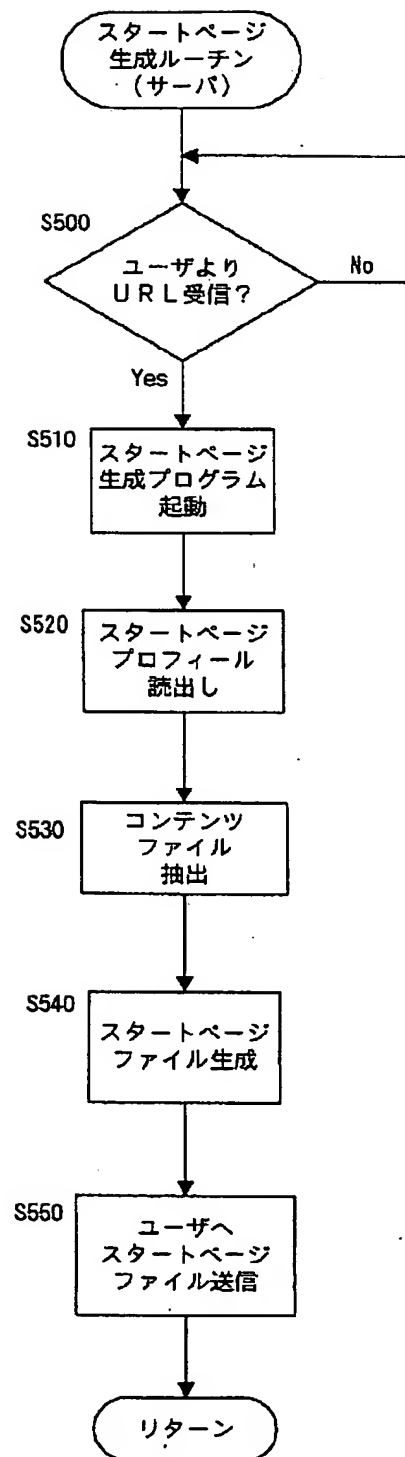 スタートページ
生成ルーチン
(サーバ)
S500
ユーザより
URL受信?
No
Yes
S510
スタートページ
生成プログラム
起動
S520
スタートページ
プロフィール
読出し
S530
コンテンツ
ファイル
抽出
S540
スタートページ
ファイル生成
S550
ユーザへ
スタートページ
ファイル送信
リターン